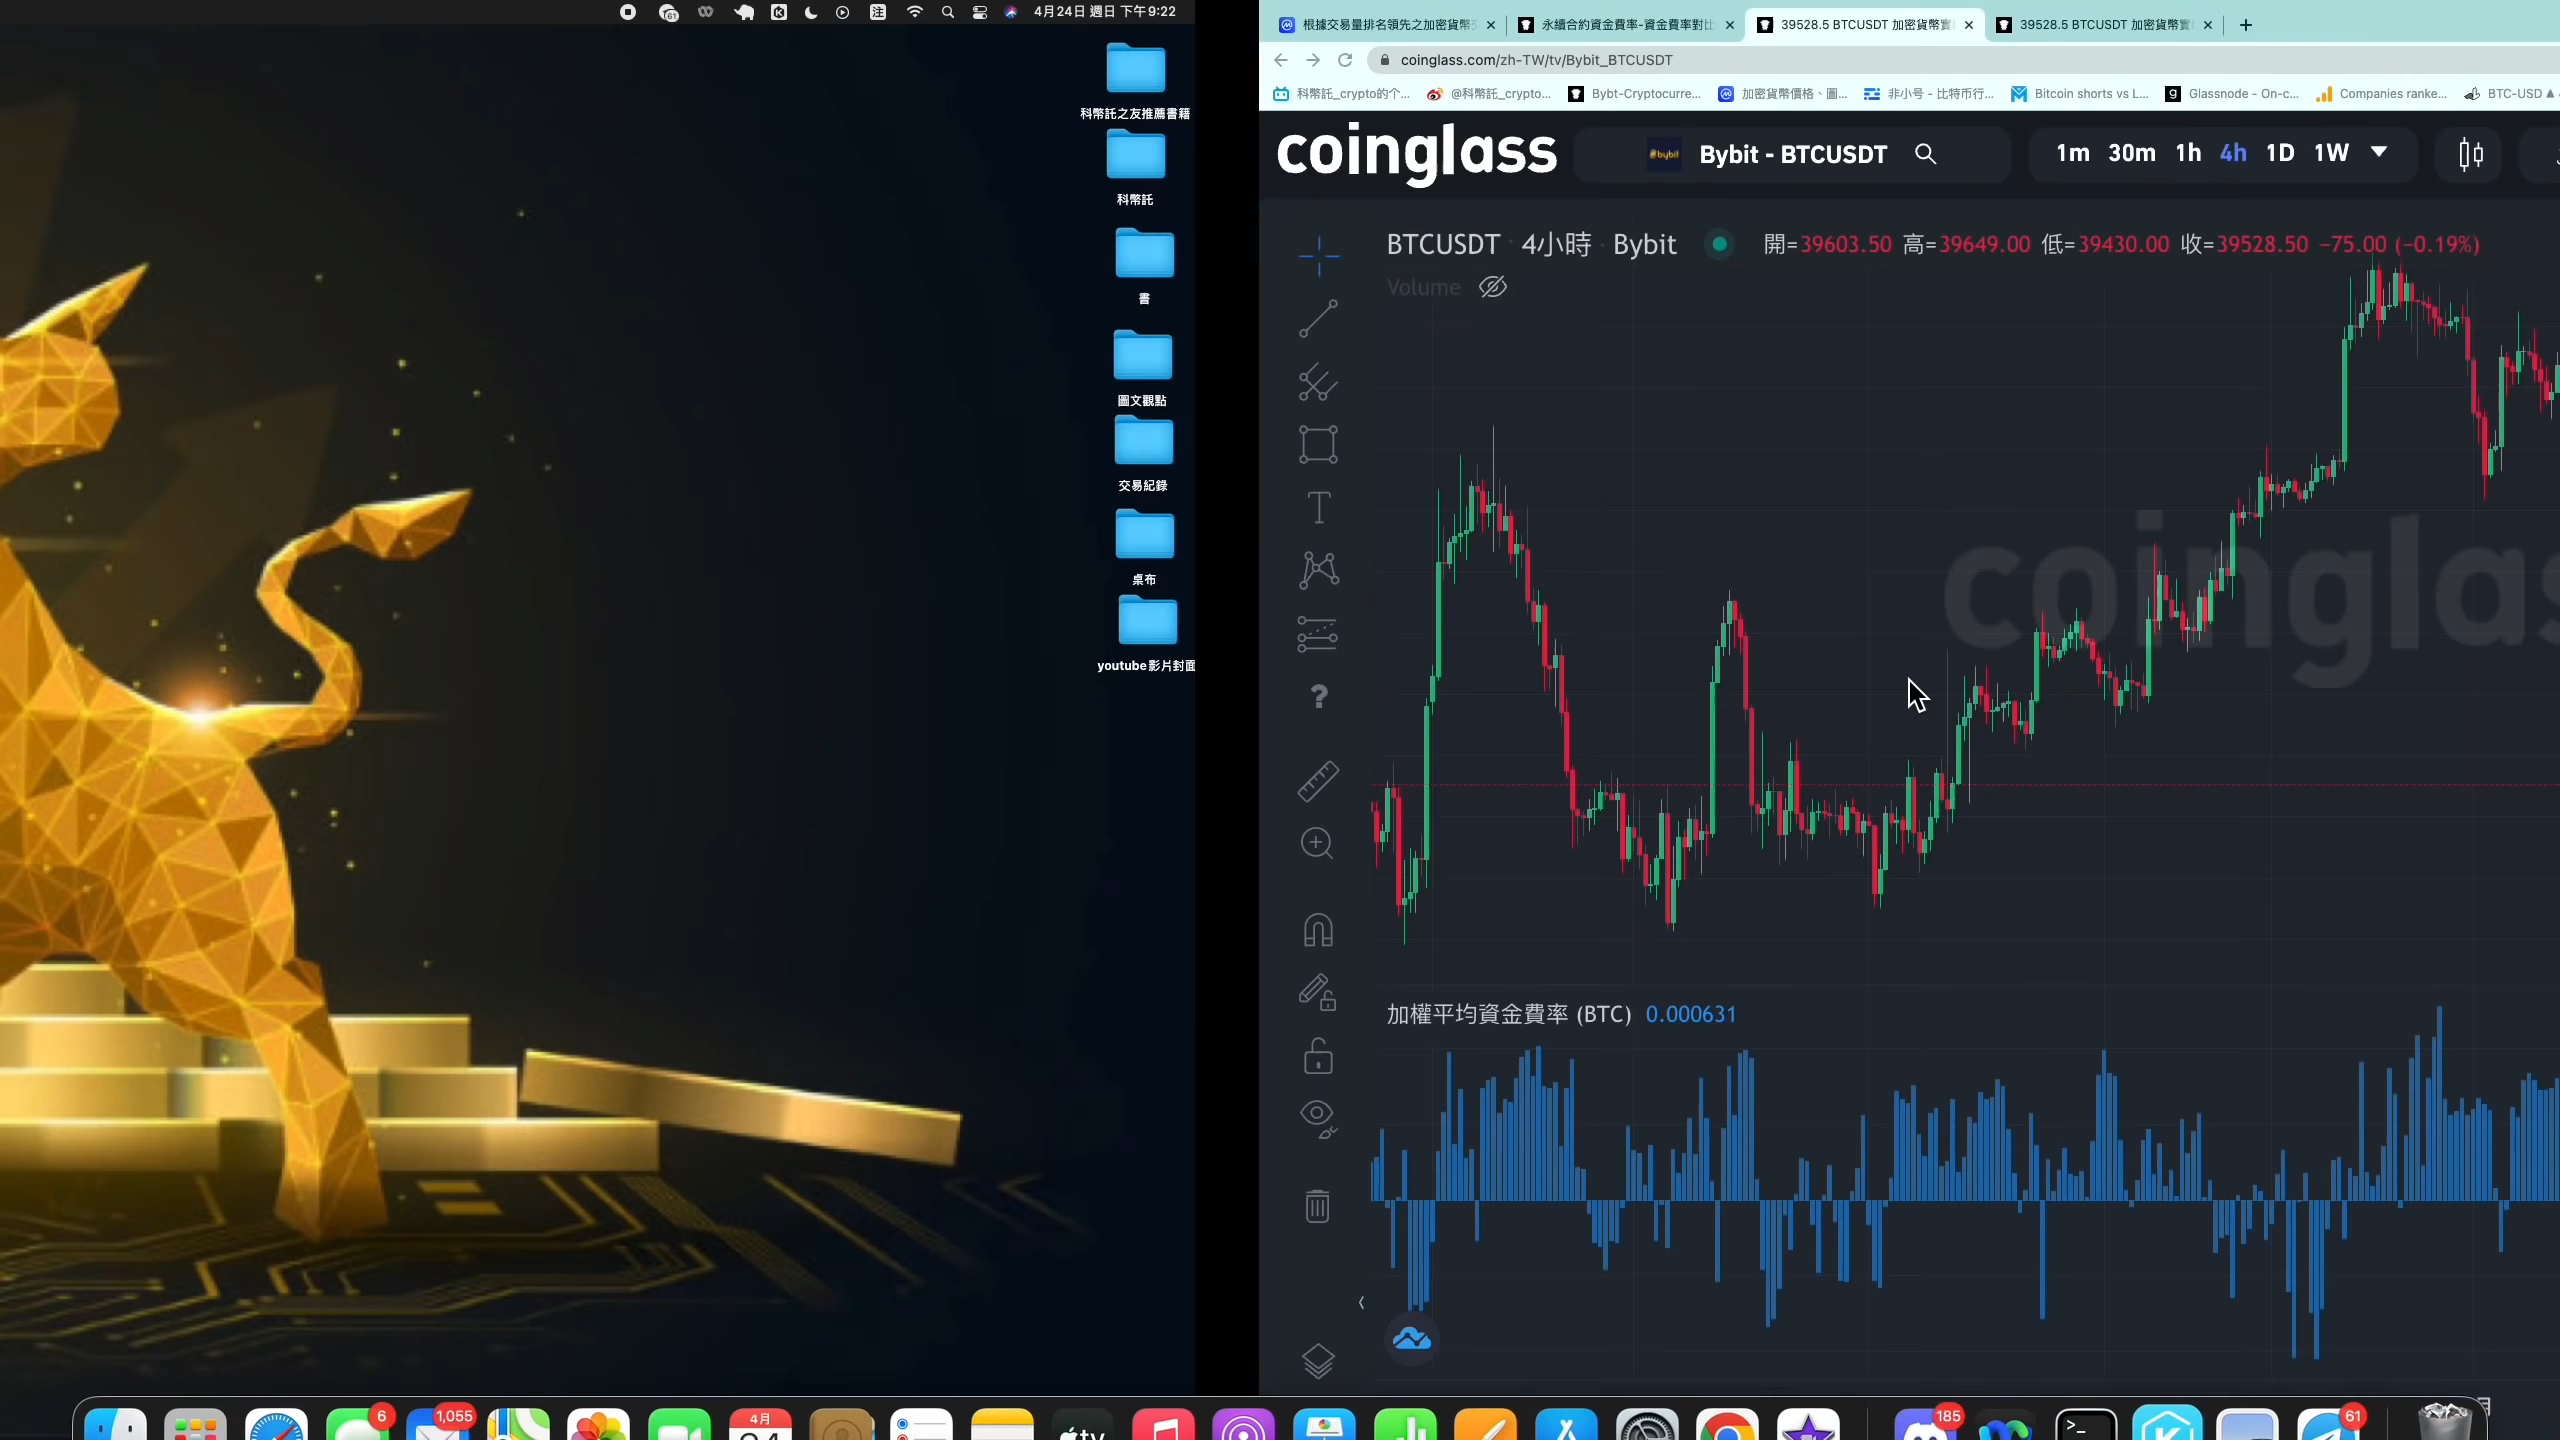 61
注
4月24日 週日 下午9:22
科幣託之友推薦書籍
科幣託
書
圖文觀點
交易紀錄
桌布
youtube影片封面
根據交易量排名領先之加密貨幣
永續合約資金費率-資金費率對比
39528.5 BTCUSDT 加密貨幣實
39528.5 BTCUSDT 加密貨幣實
coinglass.com/zh-TW/tv/Bybit_BTCUSDT
科幣託_crypto的个...
@科幣託_crypto...
Bybt-Cryptocurre...
加密貨幣價格、圖...
非小号 - 比特币行...
Bitcoin shorts vs L...
Glassnode - On-c...
Companies ranke...
BTC-USD ▲
coinglass
BYBIT
Bybit - BTCUSDT
1m 30m 1h 4h 1D 1W
BTCUSDT · 4小時 · Bybit
開=39603.50 高=39649.00 低=39430.00 收=39528.50 −75.00 (−0.19%)
Volume
coinglas
加權平均資金費率 (BTC) 0.000631
6
1,055
4月
tv
185
61